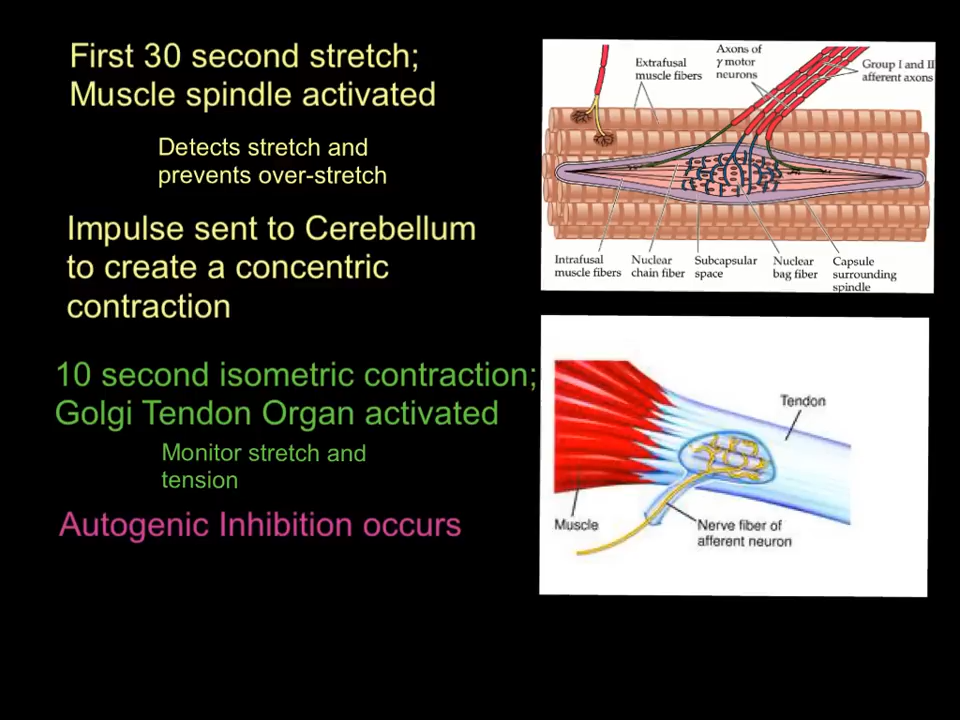 First 30 second stretch;
Muscle spindle activated
Detects stretch and
prevents over-stretch
Impulse sent to Cerebellum
to create a concentric
contraction
10 second isometric contraction;
Golgi Tendon Organ activated
Monitor stretch and
tension
Autogenic Inhibition occurs
Extrafusal
muscle fibers
Axons of
γ motor
neurons
Group I and II
afferent axons
Intrafusal
muscle fibers
Nuclear
chain fiber
Subcapsular
space
Nuclear
bag fiber
Capsule
surrounding
spindle
Tendon
Muscle
Nerve fiber of
afferent neuron